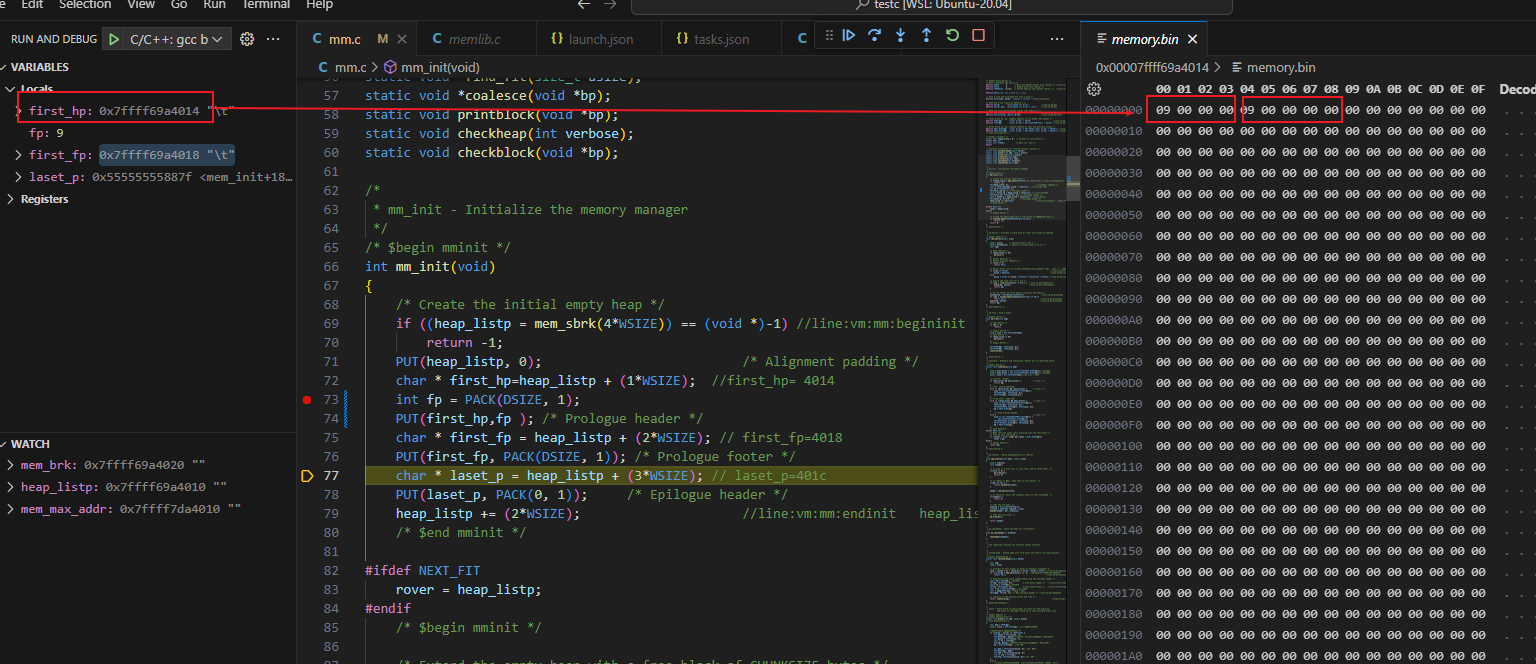 Edit Selection View Go Run Terminal Help
testc [WSL: Ubuntu-20.04]
RUN AND DEBUG C/C++: gcc b
VARIABLES
Locals
first_hp: 0x7ffff69a4014 "\t"
fp: 9
first_fp: 0x7ffff69a4018 "\t"
laset_p: 0x55555555887f <mem_init+18...
Registers
WATCH
mem_brk: 0x7ffff69a4020 ""
heap_listp: 0x7ffff69a4010 ""
mem_max_addr: 0x7ffff7da4010 ""
C mm.c M
C memlib.c
{} launch.json
{} tasks.json
C
C mm.c > mm_init(void)
57 static void *coalesce(void *bp);
58 static void printblock(void *bp);
59 static void checkheap(int verbose);
60 static void checkblock(void *bp);
61
62 /*
63 * mm_init - Initialize the memory manager
64 */
65 /* $begin mminit */
66 int mm_init(void)
67 {
68 /* Create the initial empty heap */
69 if ((heap_listp = mem_sbrk(4*WSIZE)) == (void *)-1) //line:vm:mm:begininit
70 return -1;
71 PUT(heap_listp, 0); /* Alignment padding */
72 char * first_hp=heap_listp + (1*WSIZE); //first_hp= 4014
73 int fp = PACK(DSIZE, 1);
74 PUT(first_hp,fp ); /* Prologue header */
75 char * first_fp = heap_listp + (2*WSIZE); // first_fp=4018
76 PUT(first_fp, PACK(DSIZE, 1)); /* Prologue footer */
77 char * laset_p = heap_listp + (3*WSIZE); // laset_p=401c
78 PUT(laset_p, PACK(0, 1)); /* Epilogue header */
79 heap_listp += (2*WSIZE); //line:vm:mm:endinit heap_lis
80 /* $end mminit */
81
82 #ifdef NEXT_FIT
83 rover = heap_listp;
84 #endif
85 /* $begin mminit */
86
memory.bin
0x00007ffff69a4014 > memory.bin
00 01 02 03 04 05 06 07 08 09 0A 0B 0C 0D 0E 0F Decod
00000000 09 00 00 00 09 00 00 00 00 00 00 00 00 00 00 00
00000010 00 00 00 00 00 00 00 00 00 00 00 00 00 00 00 00
00000020 00 00 00 00 00 00 00 00 00 00 00 00 00 00 00 00
00000030 00 00 00 00 00 00 00 00 00 00 00 00 00 00 00 00
00000040 00 00 00 00 00 00 00 00 00 00 00 00 00 00 00 00
00000050 00 00 00 00 00 00 00 00 00 00 00 00 00 00 00 00
00000060 00 00 00 00 00 00 00 00 00 00 00 00 00 00 00 00
00000070 00 00 00 00 00 00 00 00 00 00 00 00 00 00 00 00
00000080 00 00 00 00 00 00 00 00 00 00 00 00 00 00 00 00
00000090 00 00 00 00 00 00 00 00 00 00 00 00 00 00 00 00
000000A0 00 00 00 00 00 00 00 00 00 00 00 00 00 00 00 00
000000B0 00 00 00 00 00 00 00 00 00 00 00 00 00 00 00 00
000000C0 00 00 00 00 00 00 00 00 00 00 00 00 00 00 00 00
000000D0 00 00 00 00 00 00 00 00 00 00 00 00 00 00 00 00
000000E0 00 00 00 00 00 00 00 00 00 00 00 00 00 00 00 00
000000F0 00 00 00 00 00 00 00 00 00 00 00 00 00 00 00 00
00000100 00 00 00 00 00 00 00 00 00 00 00 00 00 00 00 00
00000110 00 00 00 00 00 00 00 00 00 00 00 00 00 00 00 00
00000120 00 00 00 00 00 00 00 00 00 00 00 00 00 00 00 00
00000130 00 00 00 00 00 00 00 00 00 00 00 00 00 00 00 00
00000140 00 00 00 00 00 00 00 00 00 00 00 00 00 00 00 00
00000150 00 00 00 00 00 00 00 00 00 00 00 00 00 00 00 00
00000160 00 00 00 00 00 00 00 00 00 00 00 00 00 00 00 00
00000170 00 00 00 00 00 00 00 00 00 00 00 00 00 00 00 00
00000180 00 00 00 00 00 00 00 00 00 00 00 00 00 00 00 00
00000190 00 00 00 00 00 00 00 00 00 00 00 00 00 00 00 00
000001A0 00 00 00 00 00 00 00 00 00 00 00 00 00 00 00 00